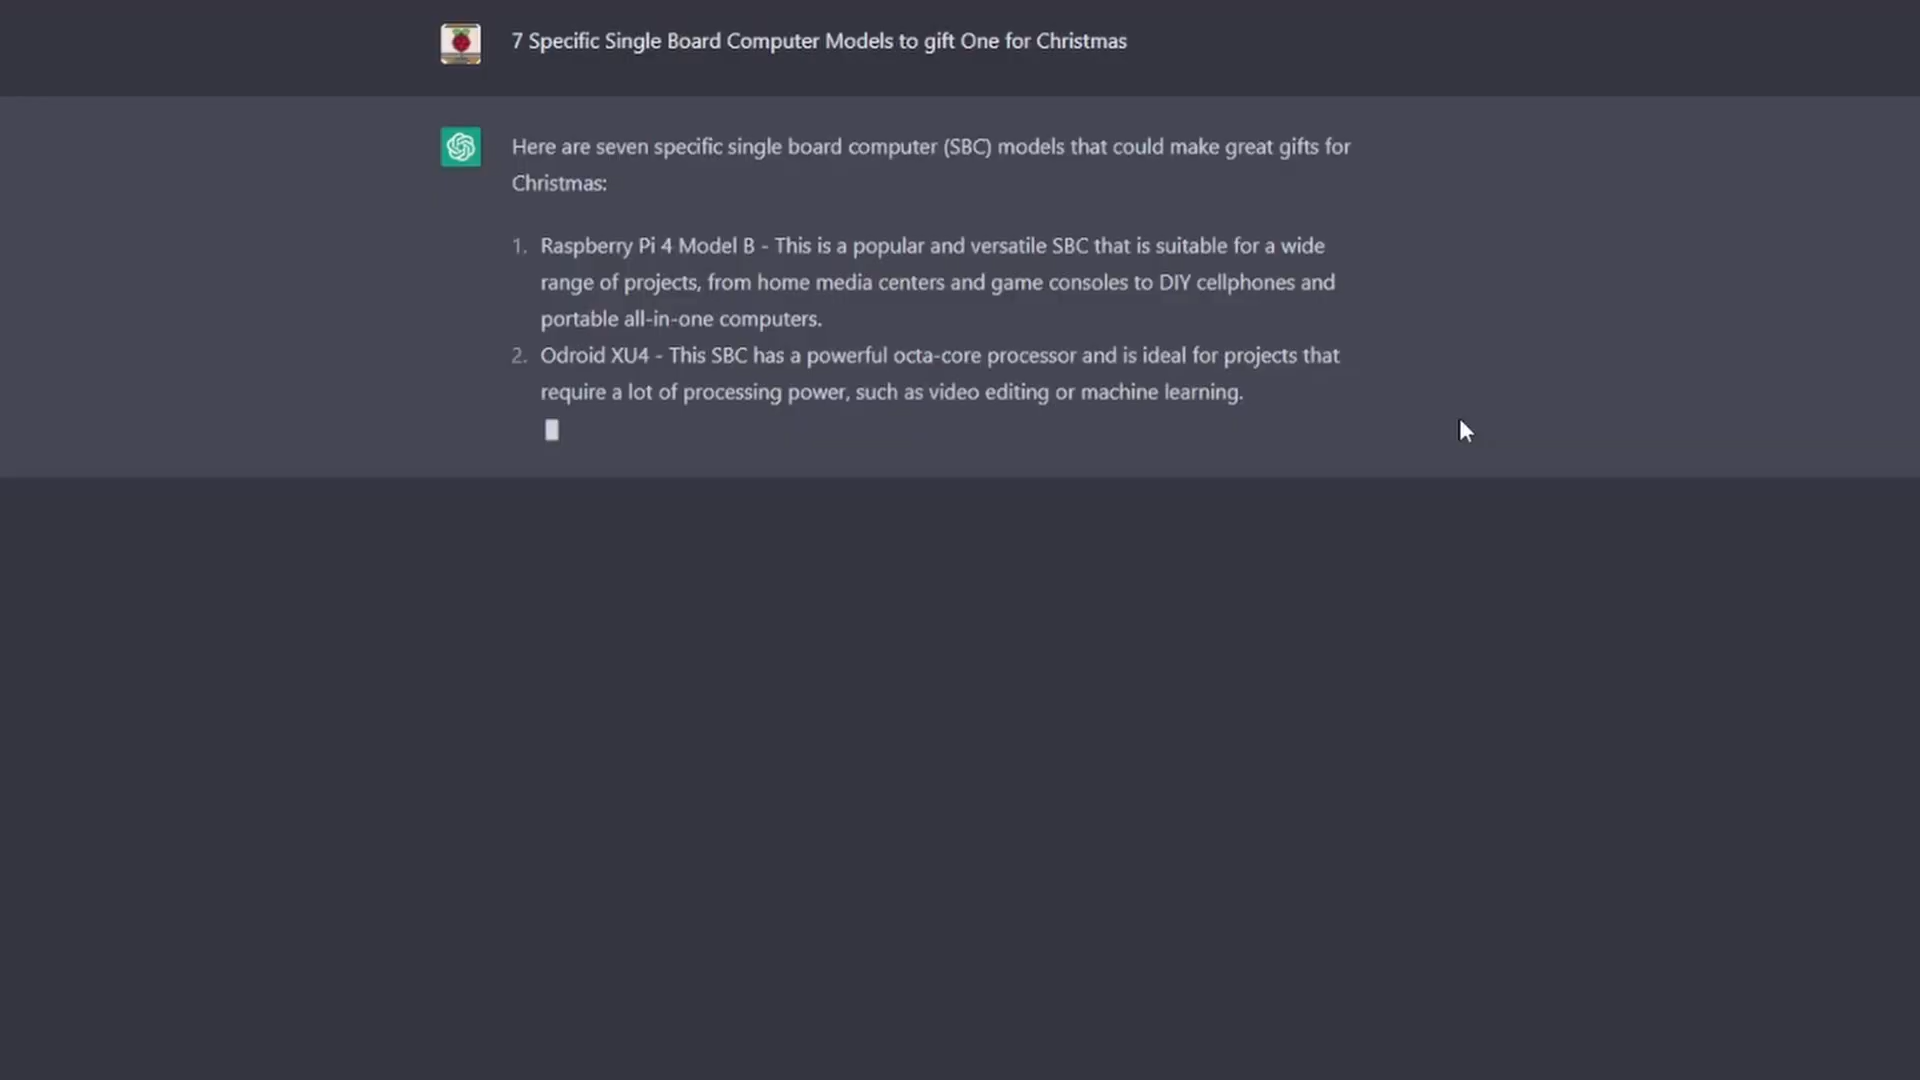 7 Specific Single Board Computer Models to gift One for Christmas
Here are seven specific single board computer (SBC) models that could make great gifts for
Christmas:
1. Raspberry Pi 4 Model B - This is a popular and versatile SBC that is suitable for a wide
range of projects, from home media centers and game consoles to DIY cellphones and
portable all-in-one computers.
2. Odroid XU4 - This SBC has a powerful octa-core processor and is ideal for projects that
require a lot of processing power, such as video editing or machine learning.